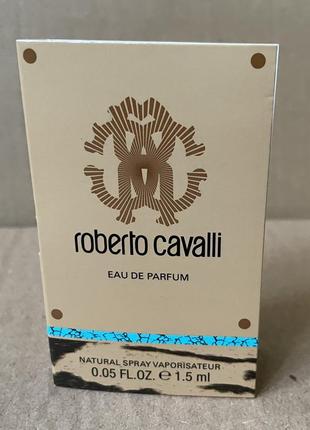 roberto cavalli
EAU DE PARFUM
NATURAL SPRAY VAPORISATEUR
0.05 FL.OZ. ℮ 1.5 ml